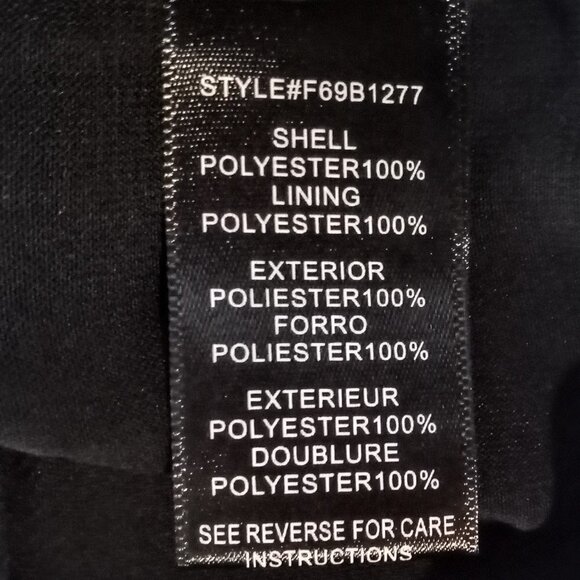 STYLE#F69B1277
SHELL
POLYESTER100%
LINING
POLYESTER100%
EXTERIOR
POLIESTER100%
FORRO
POLIESTER100%
EXTERIEUR
POLYESTER100%
DOUBLURE
POLYESTER100%
SEE REVERSE FOR CARE
INSTRUCTIONS